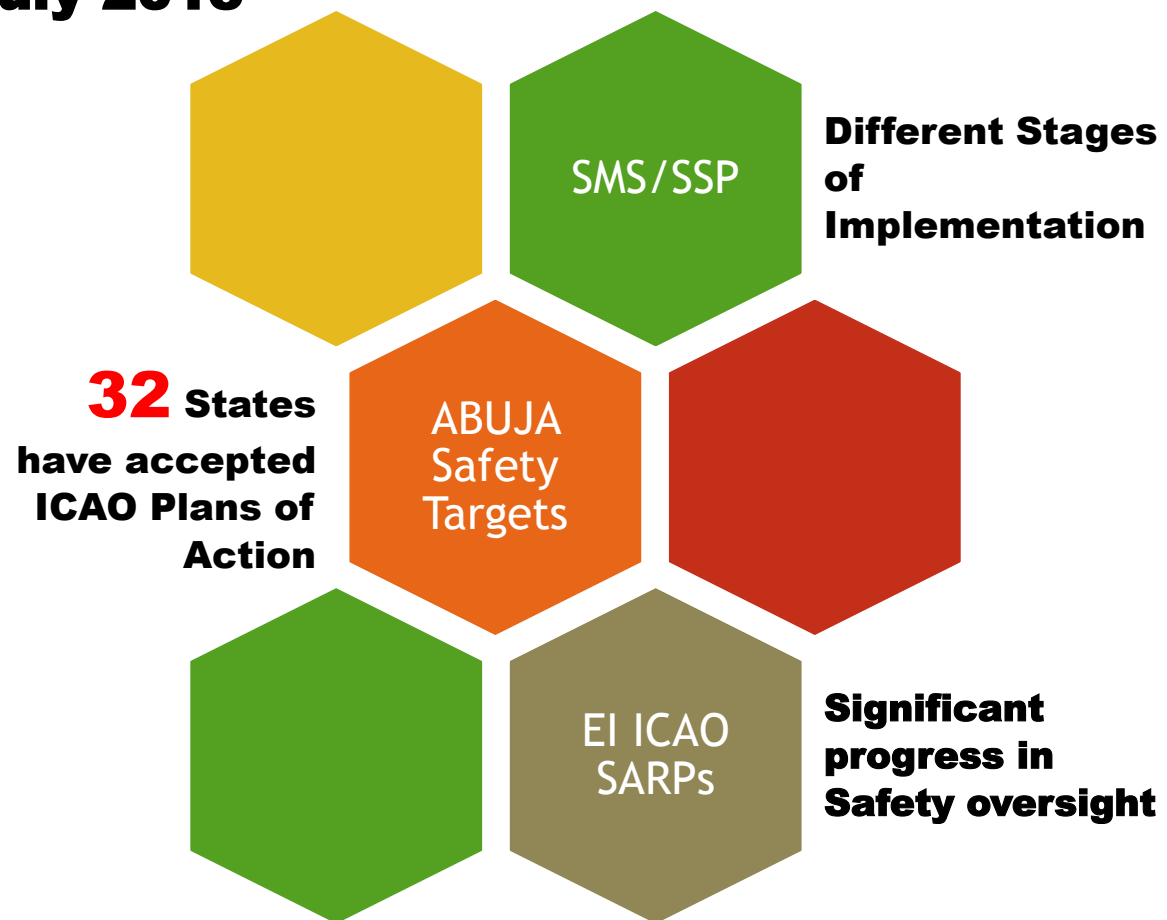 SMS/SSP
Different Stages
of
Implementation
32 States
have accepted
ICAO Plans of
Action
ABUJA
Safety
Targets
EI ICAO
SARPs
Significant
progress in
Safety oversight